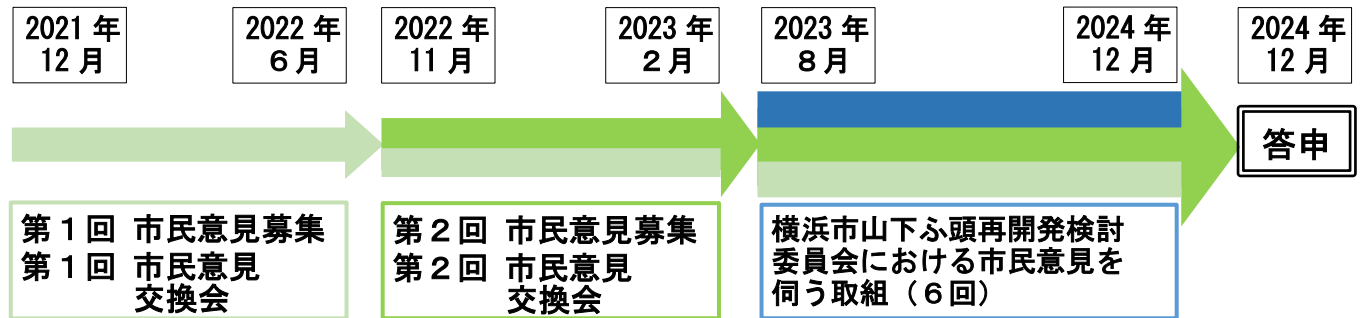 2021 年
12 月
2022 年
６月
2022 年
11 月
2023 年
２月
2023 年
８月
2024 年
12 月
2024 年
12 月
答申
第１回 市民意見募集
第１回 市民意見
交換会
第２回 市民意見募集
第２回 市民意見
交換会
横浜市山下ふ頭再開発検討
委員会における市民意見を
伺う取組（６回）